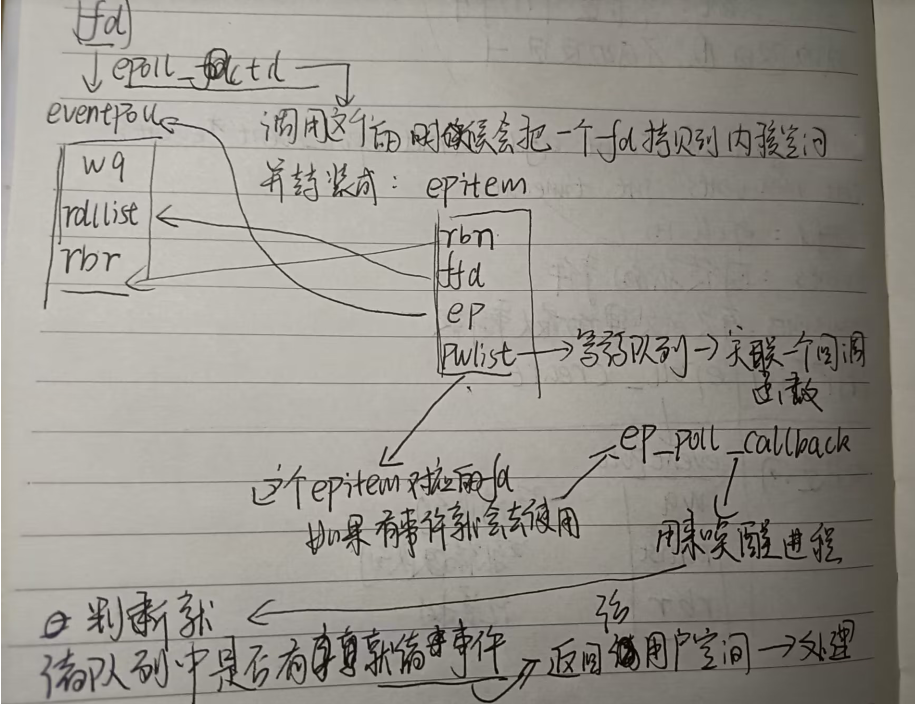 fd
epoll_ctl
eventpoll
调用这个的时候会把一个fd拷贝到内核空间
wq
并封装成: epitem
rdllist
rbn
rbr
ffd
ep
pwlist → 等待队列 → 关联一个回调
函数
ep_poll_callback
这个epitem对应的fd
如果有事件就会去使用
用来唤醒进程
判断就
绪队列中是否有就绪事件 返回给用户空间 → 处理